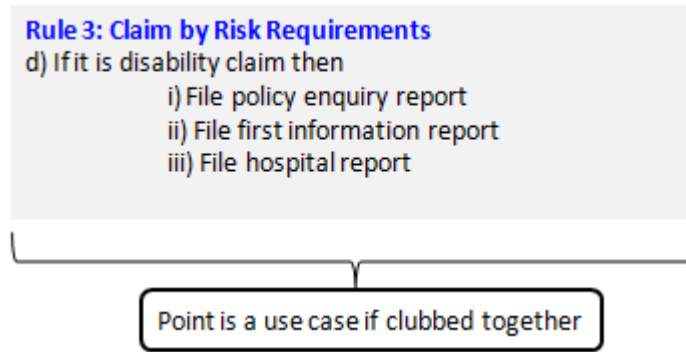 Rule 3: Claim by Risk Requirements
d) If it is disability claim then
i) File policy enquiry report
ii) File first information report
iii) File hospital report
Point is a use case if clubbed together